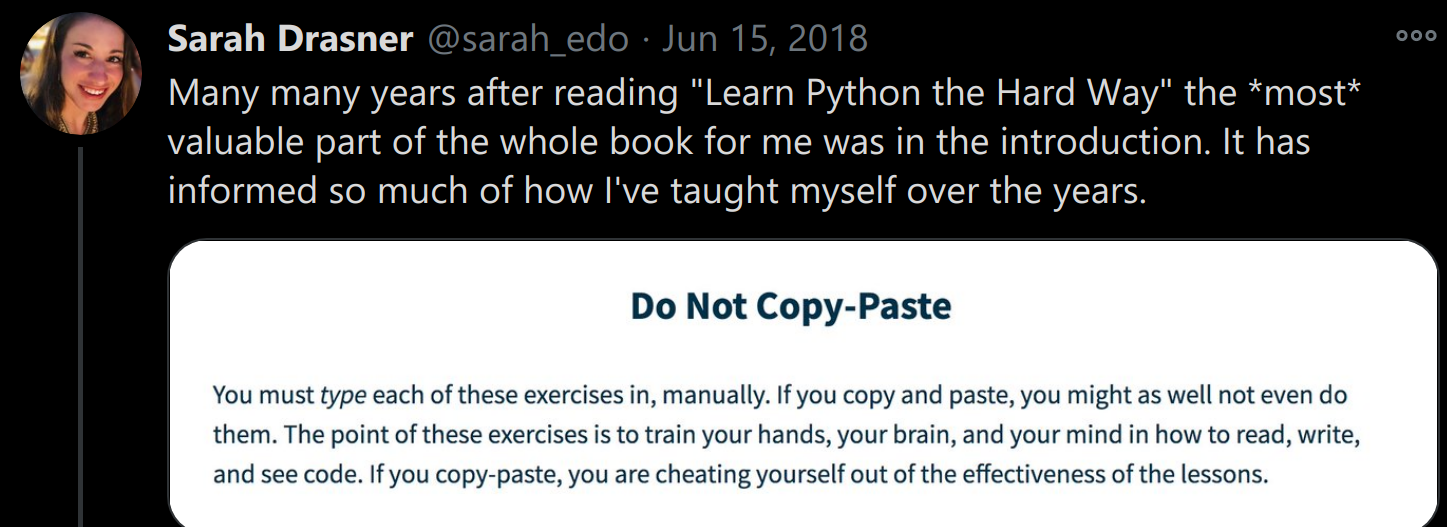 Sarah Drasner @sarah_edo · Jun 15, 2018
Many many years after reading "Learn Python the Hard Way" the *most*
valuable part of the whole book for me was in the introduction. It has
informed so much of how I've taught myself over the years.
Do Not Copy-Paste
You must type each of these exercises in, manually. If you copy and paste, you might as well not even do
them. The point of these exercises is to train your hands, your brain, and your mind in how to read, write,
and see code. If you copy-paste, you are cheating yourself out of the effectiveness of the lessons.